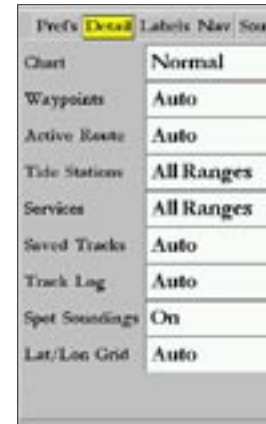 Prefs Detail Labels Nav Sou
Chart Normal
Waypoints Auto
Active Route Auto
Tide Stations All Ranges
Services All Ranges
Saved Tracks Auto
Track Log Auto
Spot Soundings On
Lat/Lon Grid Auto